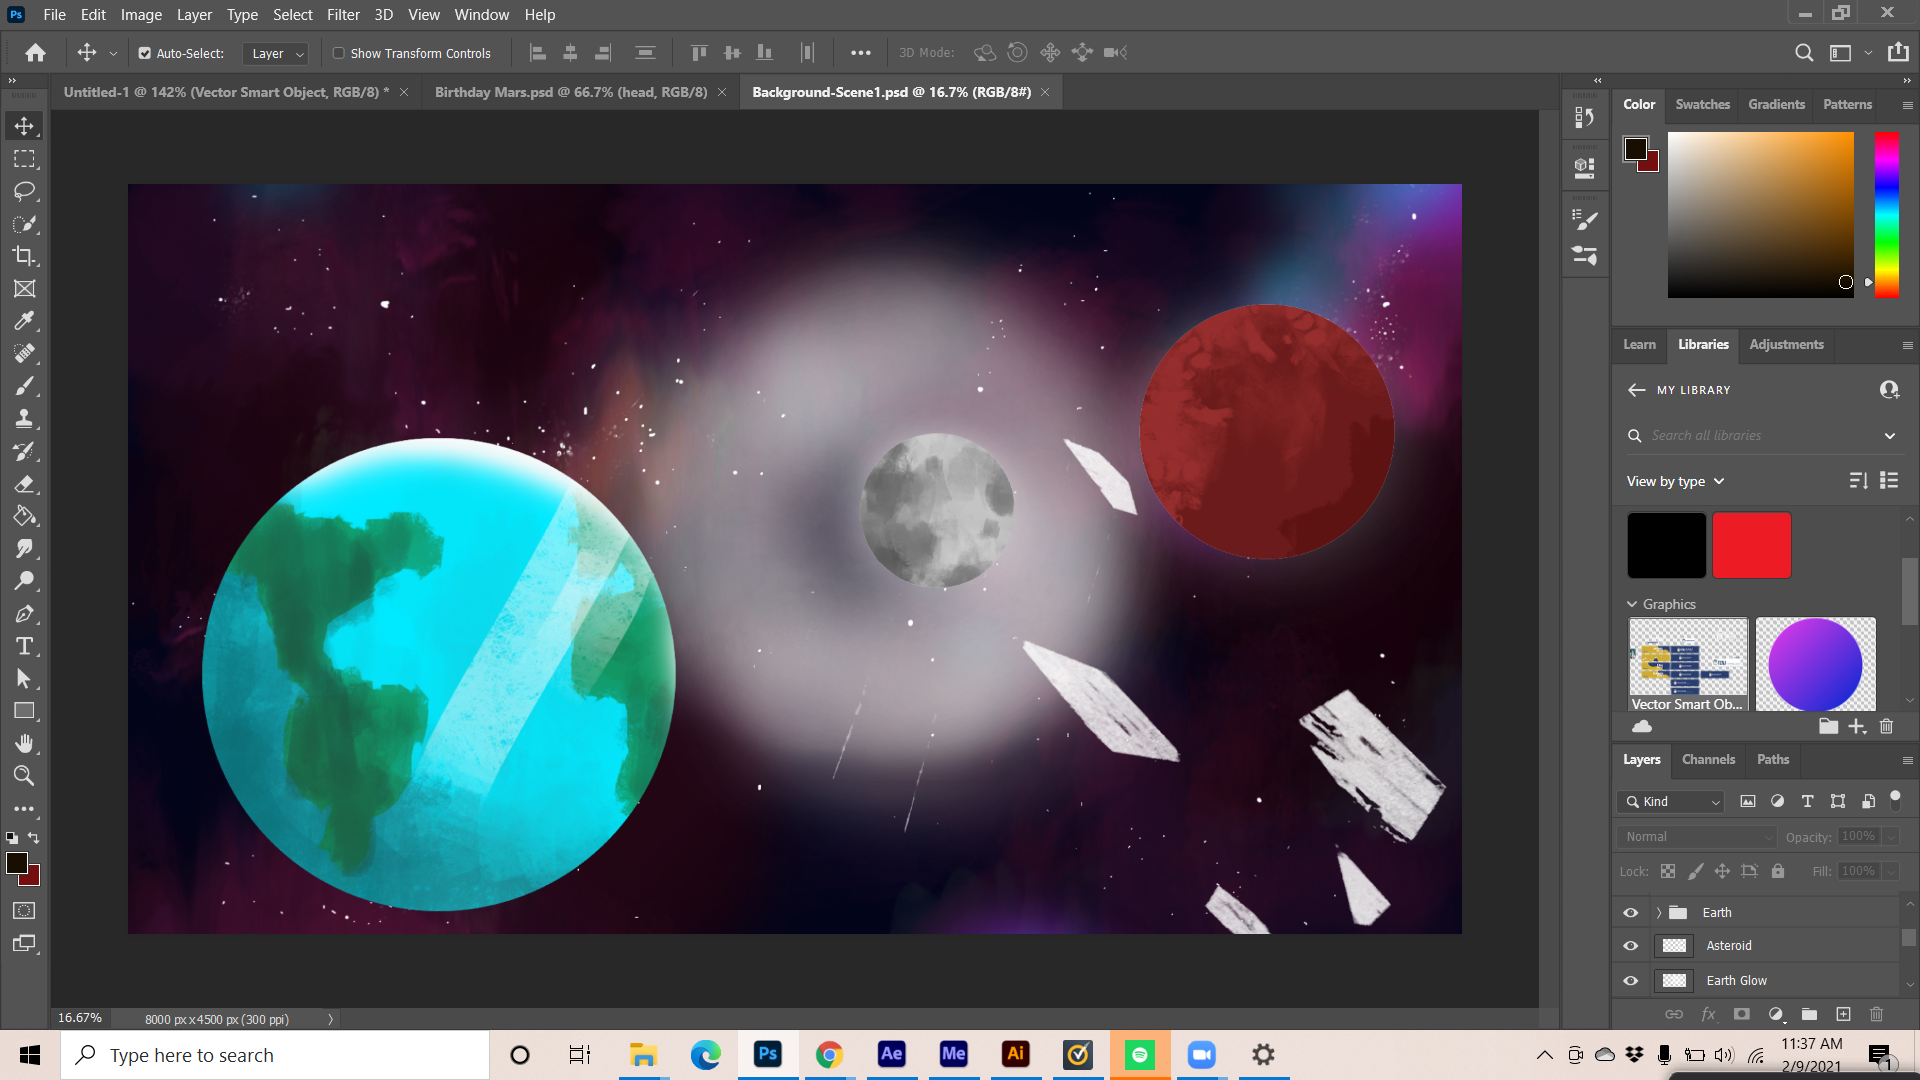 Ps File Edit Image Layer Type Select Filter 3D View Window Help
Auto-Select: Layer Show Transform Controls 3D Mode:
Untitled-1 @ 142% (Vector Smart Object, RGB/8) * Birthday Mars.psd @ 66.7% (head, RGB/8) Background-Scene1.psd @ 16.7% (RGB/8#)
Color Swatches Gradients Patterns
Learn Libraries Adjustments
MY LIBRARY
Search all libraries
View by type
Graphics
Vector Smart Ob...
Layers Channels Paths
Kind
Normal Opacity: 100%
Lock: Fill: 100%
Earth
Asteroid
Earth Glow
fx
16.67% 8000 px x 4500 px (300 ppi)
Type here to search
Ps Ae Me Ai
11:37 AM
2/9/2021
1